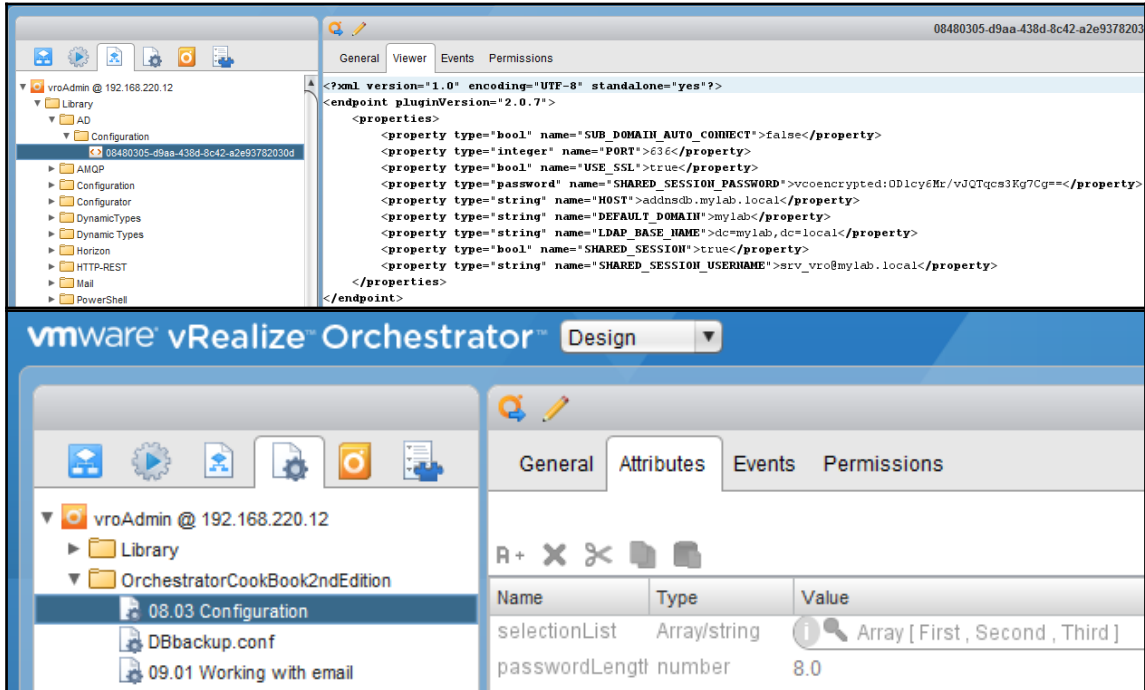 08480305-d9aa-438d-8c42-a2e9378203
General Viewer Events Permissions
vroAdmin @ 192.168.220.12
Library
AD
Configuration
08480305-d9aa-438d-8c42-a2e93782030d
AMQP
Configuration
Configurator
DynamicTypes
Dynamic Types
Horizon
HTTP-REST
Mail
PowerShell
<?xml version="1.0" encoding="UTF-8" standalone="yes"?>
<endpoint pluginVersion="2.0.7">
<properties>
<property type="bool" name="SUB_DOMAIN_AUTO_CONNECT">false</property>
<property type="integer" name="PORT">636</property>
<property type="bool" name="USE_SSL">true</property>
<property type="password" name="SHARED_SESSION_PASSWORD">vcoencrypted:OD1cy6Mr/vJQTqcs3Kg7Cg==</property>
<property type="string" name="HOST">addnsdb.mylab.local</property>
<property type="string" name="DEFAULT_DOMAIN">mylab</property>
<property type="string" name="LDAP_BASE_NAME">dc=mylab,dc=local</property>
<property type="bool" name="SHARED_SESSION">true</property>
<property type="string" name="SHARED_SESSION_USERNAME">srv_vro@mylab.local</property>
</properties>
</endpoint>
vmware vRealize™ Orchestrator™ Design
General Attributes Events Permissions
vroAdmin @ 192.168.220.12
Library
OrchestratorCookBook2ndEdition
08.03 Configuration
DBbackup.conf
09.01 Working with email
Name Type Value
selectionList Array/string Array [ First , Second , Third ]
passwordLengtl number 8.0